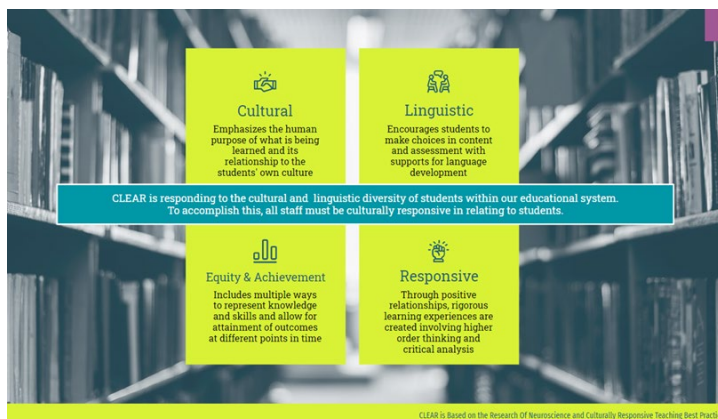 Cultural
Emphasizes the human
purpose of what is being
learned and its
relationship to the
students' own culture
Linguistic
Encourages students to
make choices in content
and assessment with
supports for language
development
CLEAR is responding to the cultural and linguistic diversity of students within our educational system.
To accomplish this, all staff must be culturally responsive in relating to students.
Equity & Achievement
Includes multiple ways
to represent knowledge
and skills and allow for
attainment of outcomes
at different points in time
Responsive
Through positive
relationships, rigorous
learning experiences are
created involving higher
order thinking and
critical analysis
CLEAR is Based on the Research Of Neuroscience and Culturally Responsive Teaching Best Practi